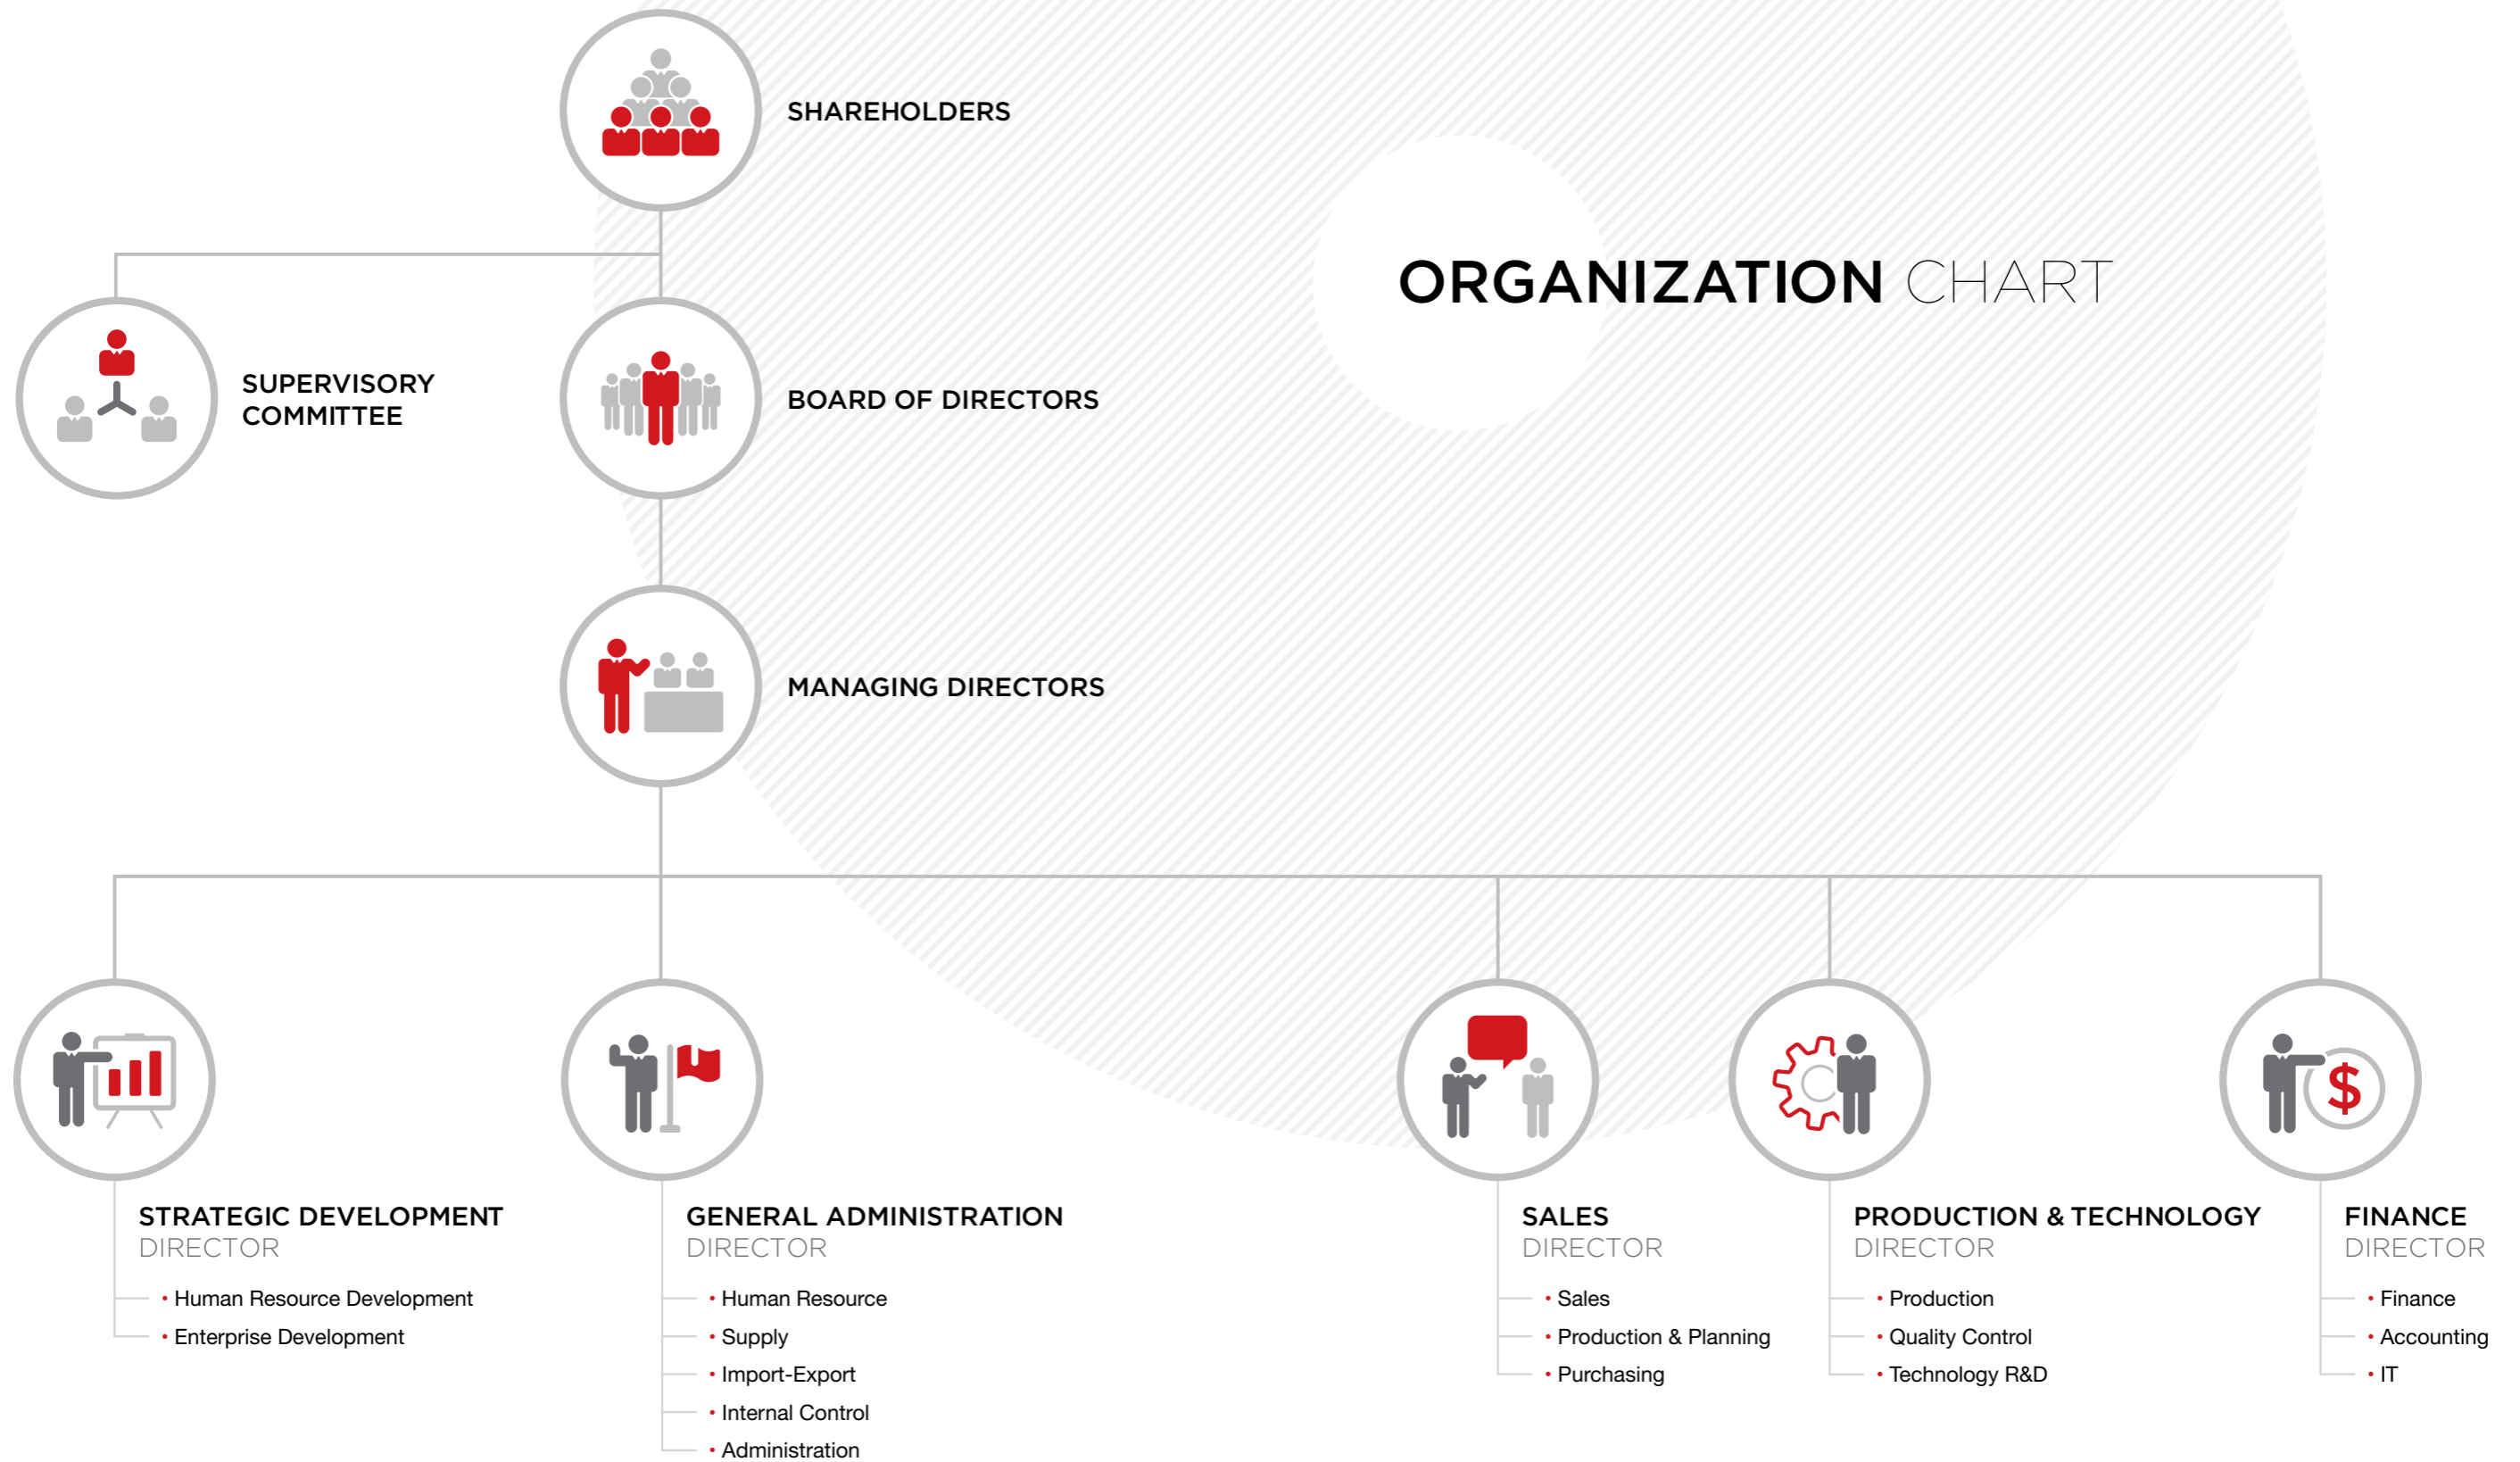 SHAREHOLDERS
ORGANIZATION CHART
SUPERVISORY
COMMITTEE
BOARD OF DIRECTORS
MANAGING DIRECTORS
STRATEGIC DEVELOPMENT
DIRECTOR
• Human Resource Development
• Enterprise Development
GENERAL ADMINISTRATION
DIRECTOR
• Human Resource
• Supply
• Import-Export
• Internal Control
• Administration
SALES
DIRECTOR
• Sales
• Production & Planning
• Purchasing
PRODUCTION & TECHNOLOGY
DIRECTOR
• Production
• Quality Control
• Technology R&D
$
FINANCE
DIRECTOR
• Finance
• Accounting
• IT